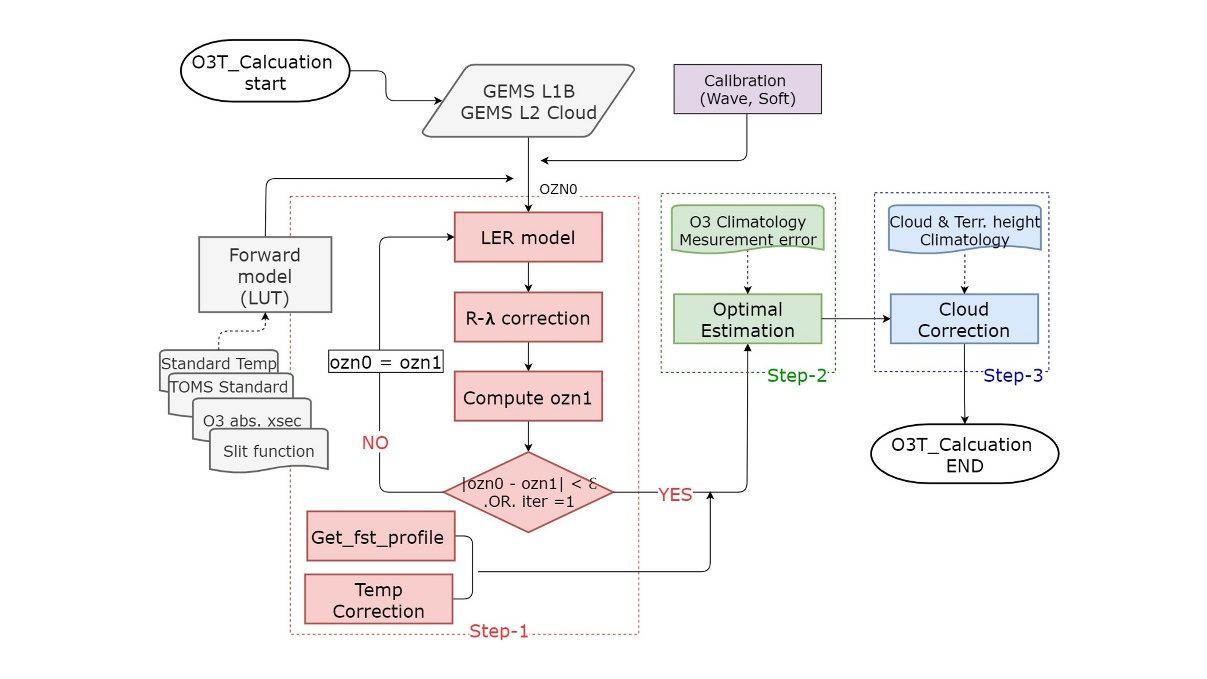 O3T_Calcuation
start
GEMS L1B
GEMS L2 Cloud
Calibration
(Wave, Soft)
OZN0
LER model
R-λ correction
Compute ozn1
|ozn0 - ozn1| < ℇ
.OR. iter =1
ozn0 = ozn1
NO
YES
Forward
model
(LUT)
Standard Temp
TOMS Standard
O3 abs. xsec
Slit function
Get_fst_profile
Temp
Correction
Step-1
O3 Climatology
Mesurement error
Optimal
Estimation
Step-2
Cloud & Terr. height
Climatology
Cloud
Correction
Step-3
O3T_Calcuation
END